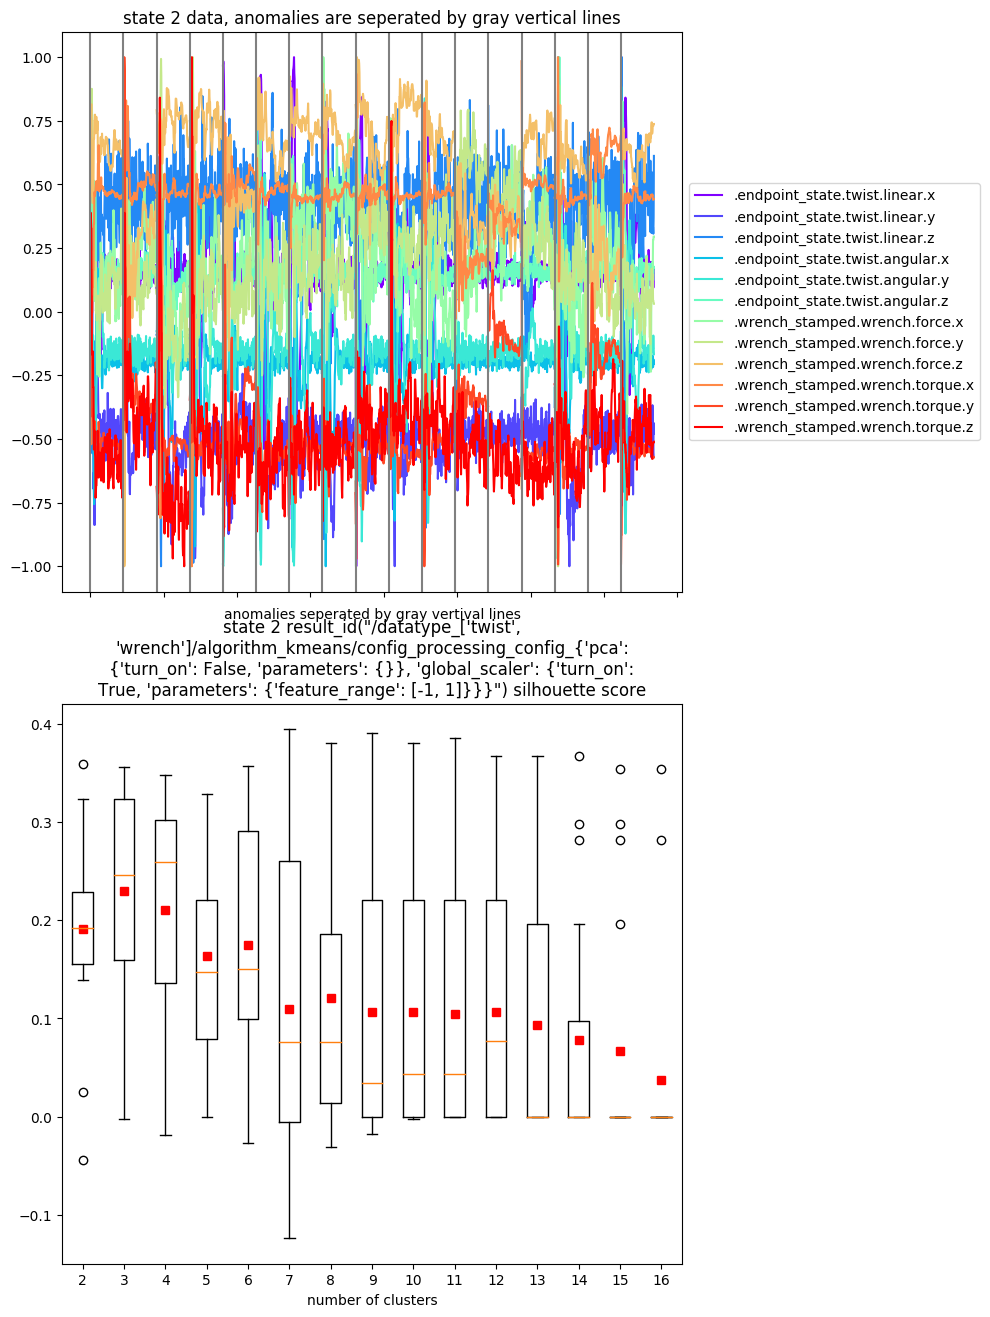 state 2 data, anomalies are seperated by gray vertical lines
1.00
0.75
0.50
0.25
0.00
−0.25
−0.50
−0.75
−1.00
.endpoint_state.twist.linear.x
.endpoint_state.twist.linear.y
.endpoint_state.twist.linear.z
.endpoint_state.twist.angular.x
.endpoint_state.twist.angular.y
.endpoint_state.twist.angular.z
.wrench_stamped.wrench.force.x
.wrench_stamped.wrench.force.y
.wrench_stamped.wrench.force.z
.wrench_stamped.wrench.torque.x
.wrench_stamped.wrench.torque.y
.wrench_stamped.wrench.torque.z
anomalies seperated by gray vertival lines
state 2 result_id("/datatype_['twist',
'wrench']/algorithm_kmeans/config_processing_config_{'pca':
{'turn_on': False, 'parameters': {}}, 'global_scaler': {'turn_on':
True, 'parameters': {'feature_range': [-1, 1]}}}") silhouette score
0.4
0.3
0.2
0.1
0.0
−0.1
2 3 4 5 6 7 8 9 10 11 12 13 14 15 16
number of clusters